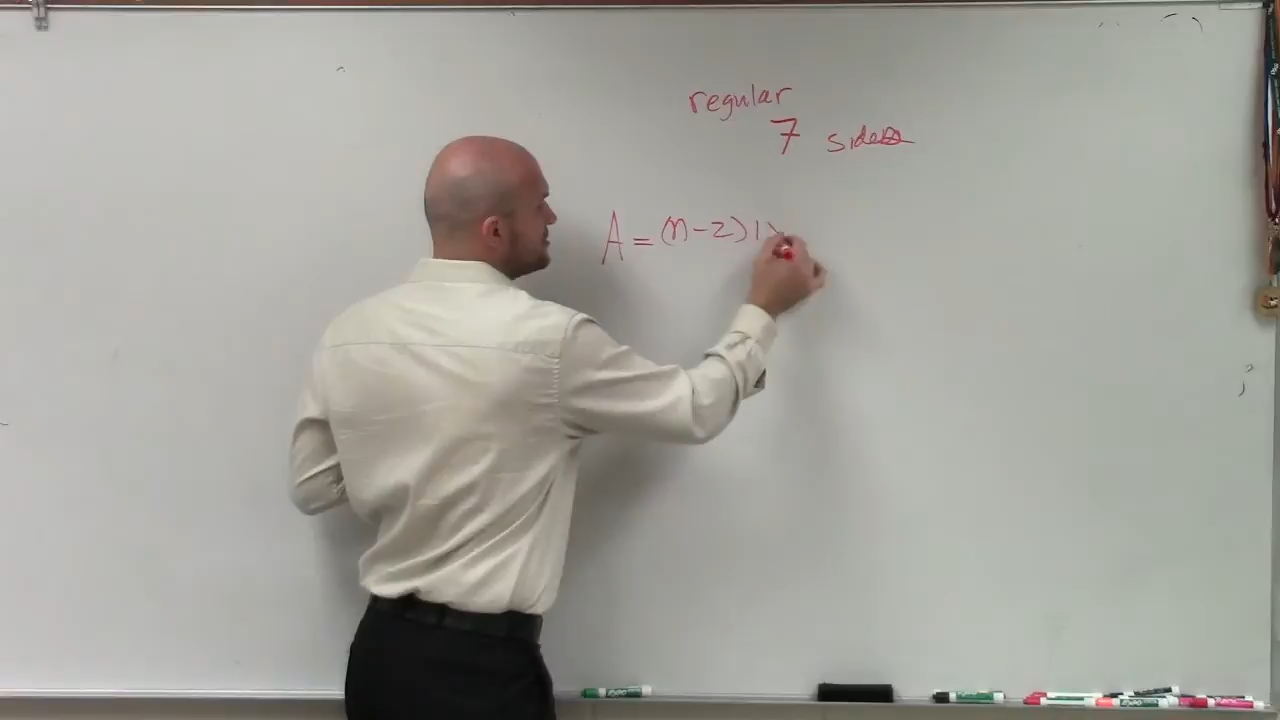 regular
7 sides
A = (n-2) 1